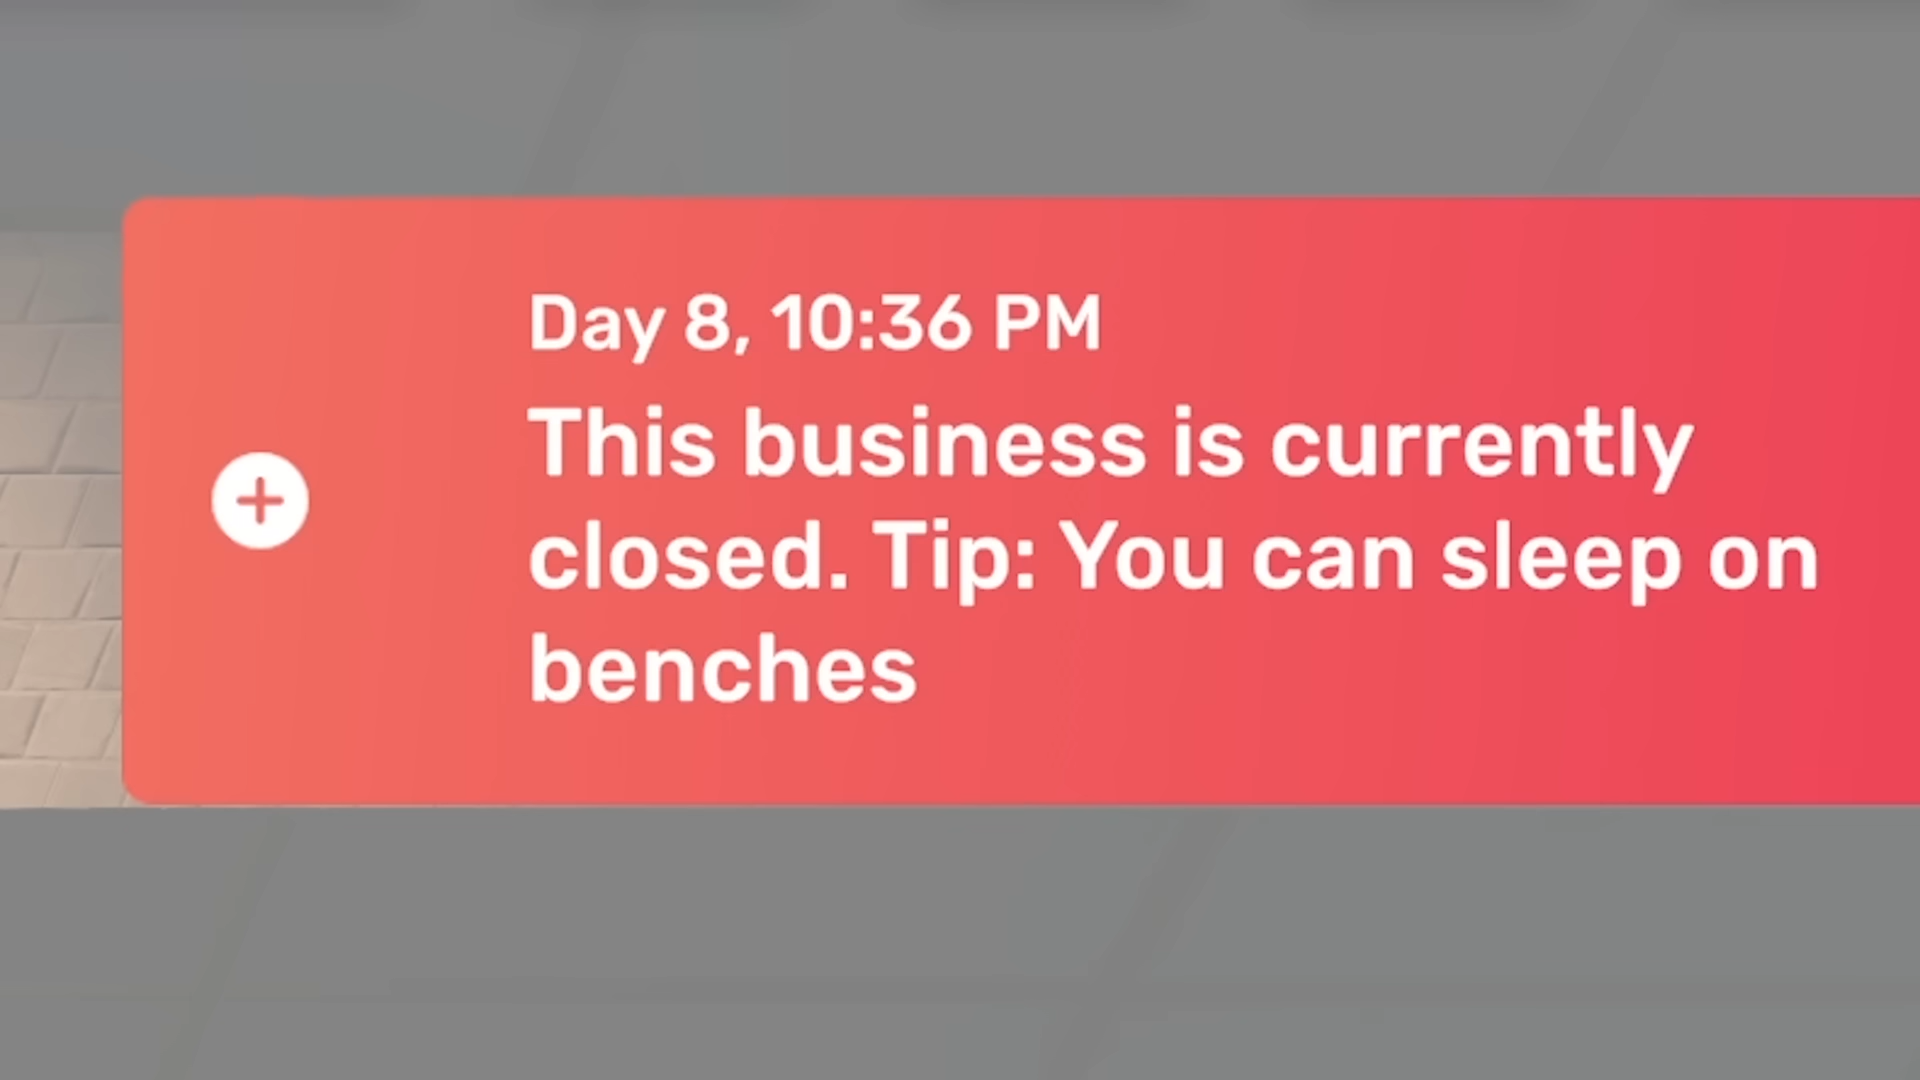 Day 8, 10:36 PM
This business is currently
closed. Tip: You can sleep on
benches